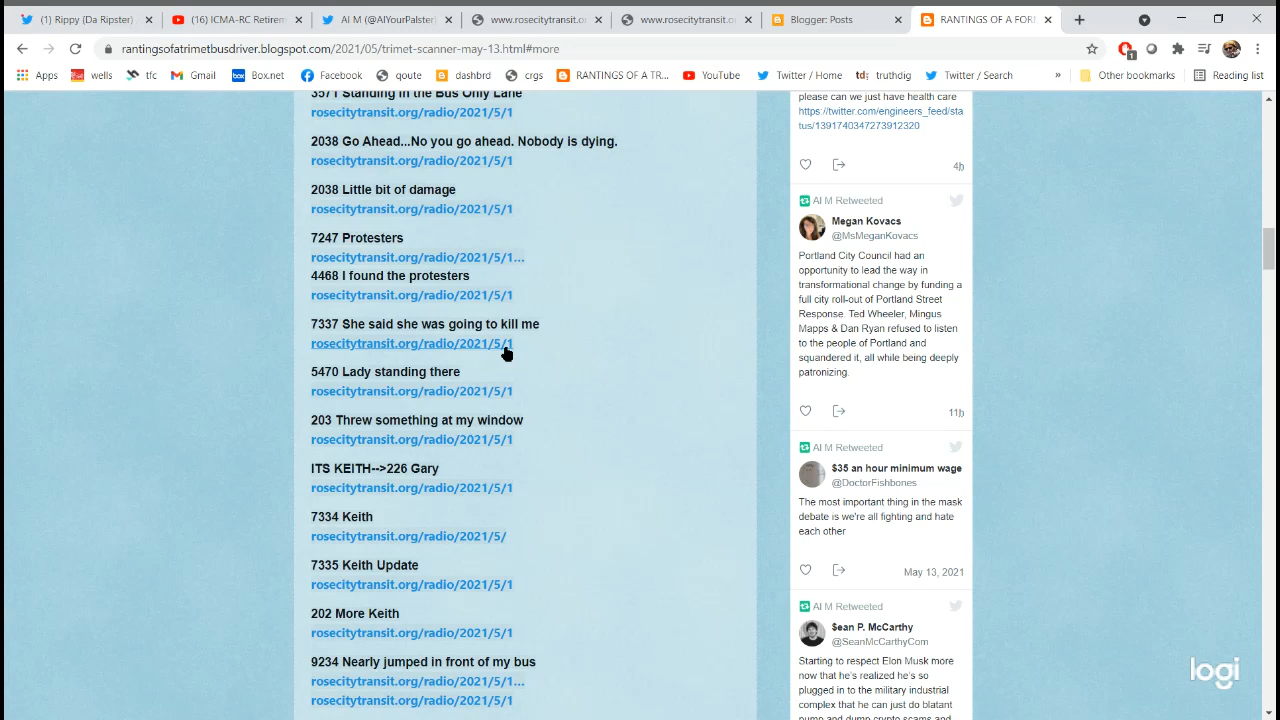 (1) Rippy (Da Ripster)
(16) ICMA-RC Retirem
Al M (@AlYourPalster)
www.rosecitytransit.o
www.rosecitytransit.o
Blogger: Posts
RANTINGS OF A FOR
rantingsofatrimetbusdriver.blogspot.com/2021/05/trimet-scanner-may-13.html#more
1
Apps
wells
tfc
Gmail
box
Box.net
Facebook
qoute
dashbrd
crgs
RANTINGS OF A TR...
YouTube
Twitter / Home
td:
truthdig
Twitter / Search
»
Other bookmarks
Reading list
3571 Standing in the Bus Only Lane
rosecitytransit.org/radio/2021/5/1
2038 Go Ahead...No you go ahead. Nobody is dying.
rosecitytransit.org/radio/2021/5/1
2038 Little bit of damage
rosecitytransit.org/radio/2021/5/1
7247 Protesters
rosecitytransit.org/radio/2021/5/1...
4468 I found the protesters
rosecitytransit.org/radio/2021/5/1
7337 She said she was going to kill me
rosecitytransit.org/radio/2021/5/1
5470 Lady standing there
rosecitytransit.org/radio/2021/5/1
203 Threw something at my window
rosecitytransit.org/radio/2021/5/1
ITS KEITH-->226 Gary
rosecitytransit.org/radio/2021/5/1
7334 Keith
rosecitytransit.org/radio/2021/5/
7335 Keith Update
rosecitytransit.org/radio/2021/5/1
202 More Keith
rosecitytransit.org/radio/2021/5/1
9234 Nearly jumped in front of my bus
rosecitytransit.org/radio/2021/5/1...
rosecitytransit.org/radio/2021/5/1
please can we just have health care
https://twitter.com/engineers_feed/sta
tus/1391740347273912320
4h
Al M Retweeted
Megan Kovacs
@MsMeganKovacs
Portland City Council had an
opportunity to lead the way in
transformational change by funding a
full city roll-out of Portland Street
Response. Ted Wheeler, Mingus
Mapps & Dan Ryan refused to listen
to the people of Portland and
squandered it, all while being deeply
patronizing.
11h
Al M Retweeted
$35 an hour minimum wage
@DoctorFishbones
The most important thing in the mask
debate is we're all fighting and hate
each other
May 13, 2021
Al M Retweeted
$ean P. McCarthy
@SeanMcCarthyCom
Starting to respect Elon Musk more
now that he's realized he's so
plugged in to the military industrial
complex that he can just do blatant
pump and dump crypto scams and
logi